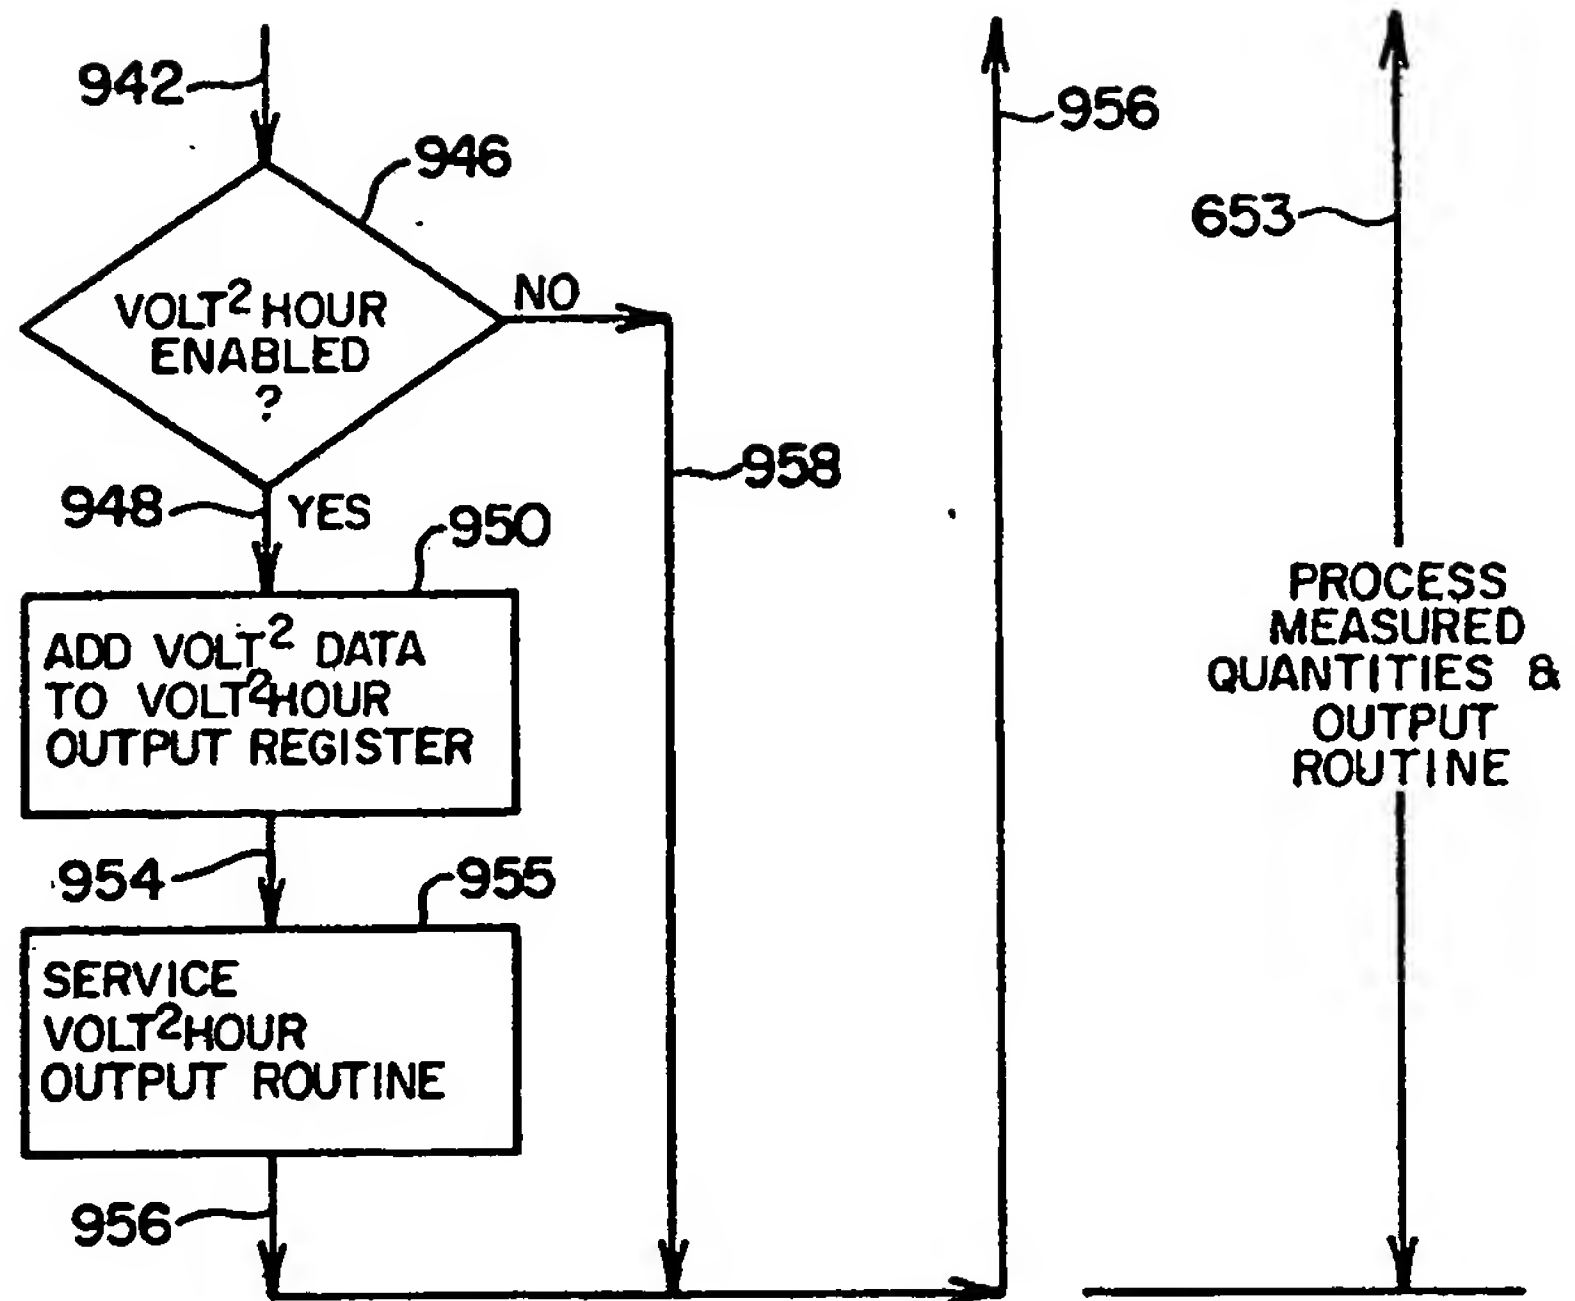 942
946
VOLT² HOUR
ENABLED
?
NO
YES
948
950
ADD VOLT² DATA
TO VOLT²HOUR
OUTPUT REGISTER
954
955
SERVICE
VOLT²HOUR
OUTPUT ROUTINE
956
958
956
653
PROCESS
MEASURED
QUANTITIES &
OUTPUT
ROUTINE